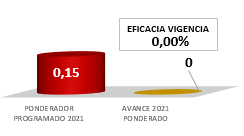 EFICACIA VIGENCIA
0,00%
0,15
0
PONDERADOR
PROGRAMADO 2021
AVANCE 2021
PONDERADO